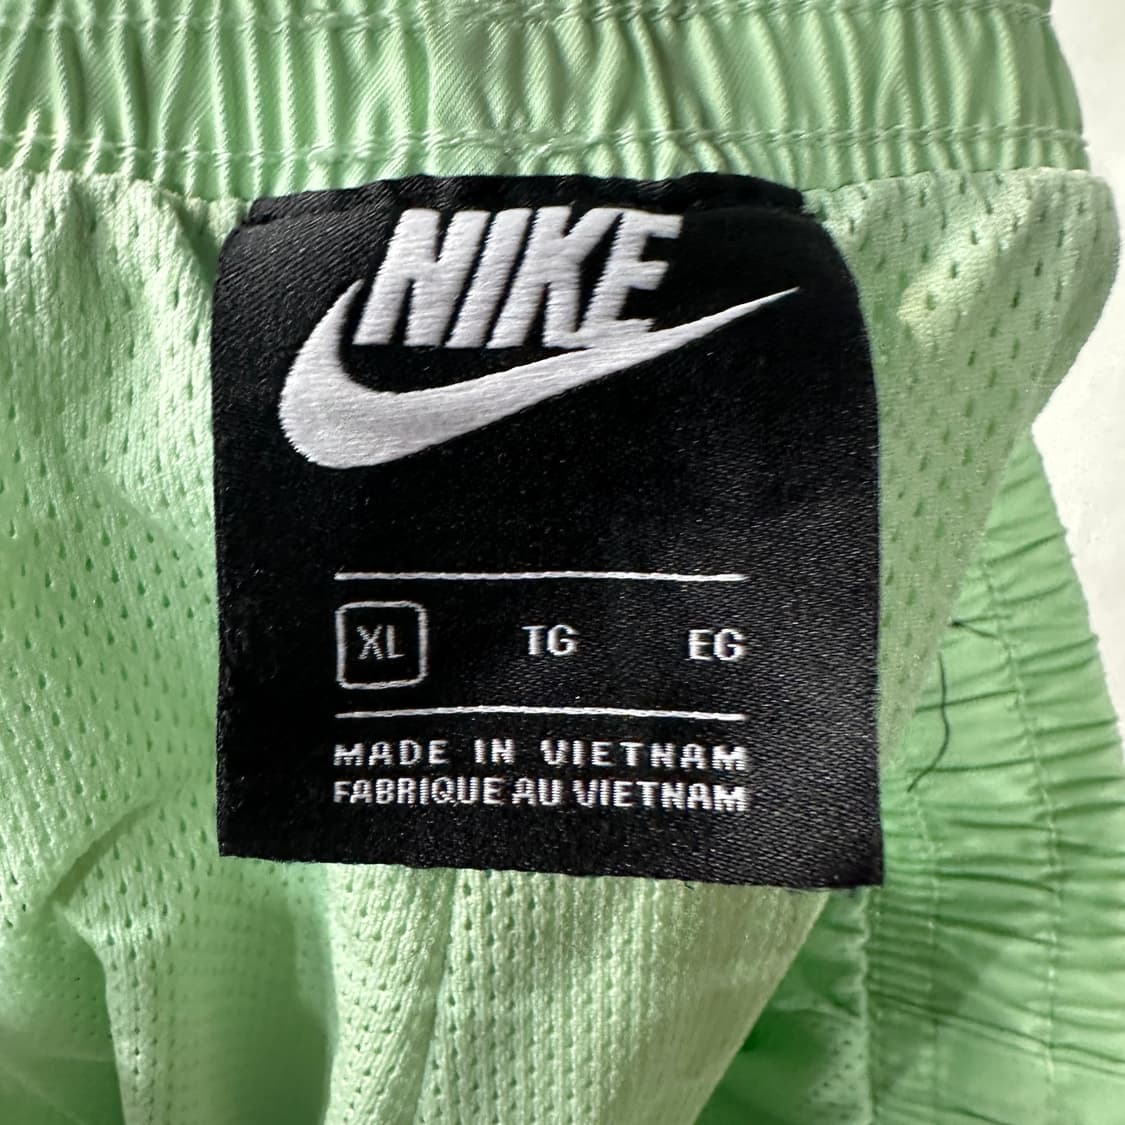 NIKE
XL TG EG
MADE IN VIETNAM
FABRIQUE AU VIETNAM